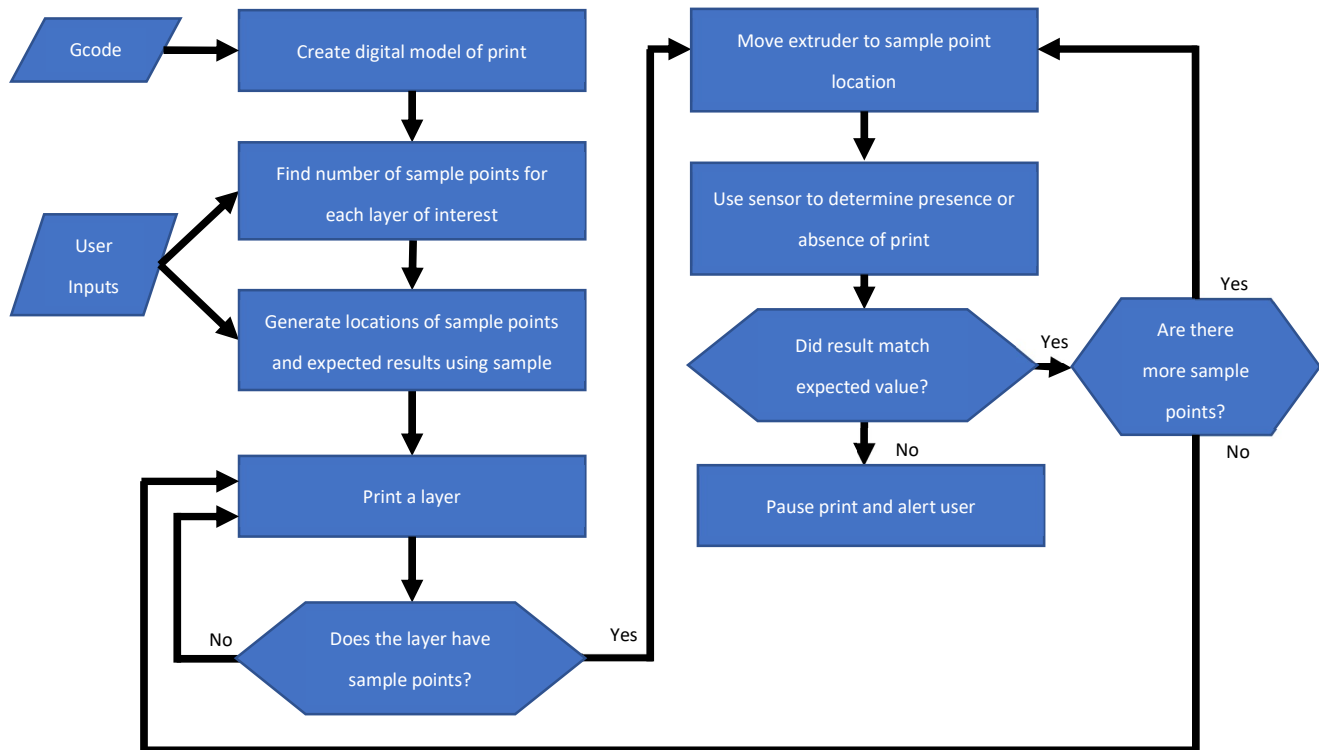 Gcode
Create digital model of print
Find number of sample points for
each layer of interest
User
Inputs
Generate locations of sample points
and expected results using sample
Print a layer
No
Does the layer have
sample points?
Yes
Move extruder to sample point
location
Use sensor to determine presence or
absence of print
Did result match
expected value?
Yes
No
Pause print and alert user
Yes
Are there
more sample
points?
No